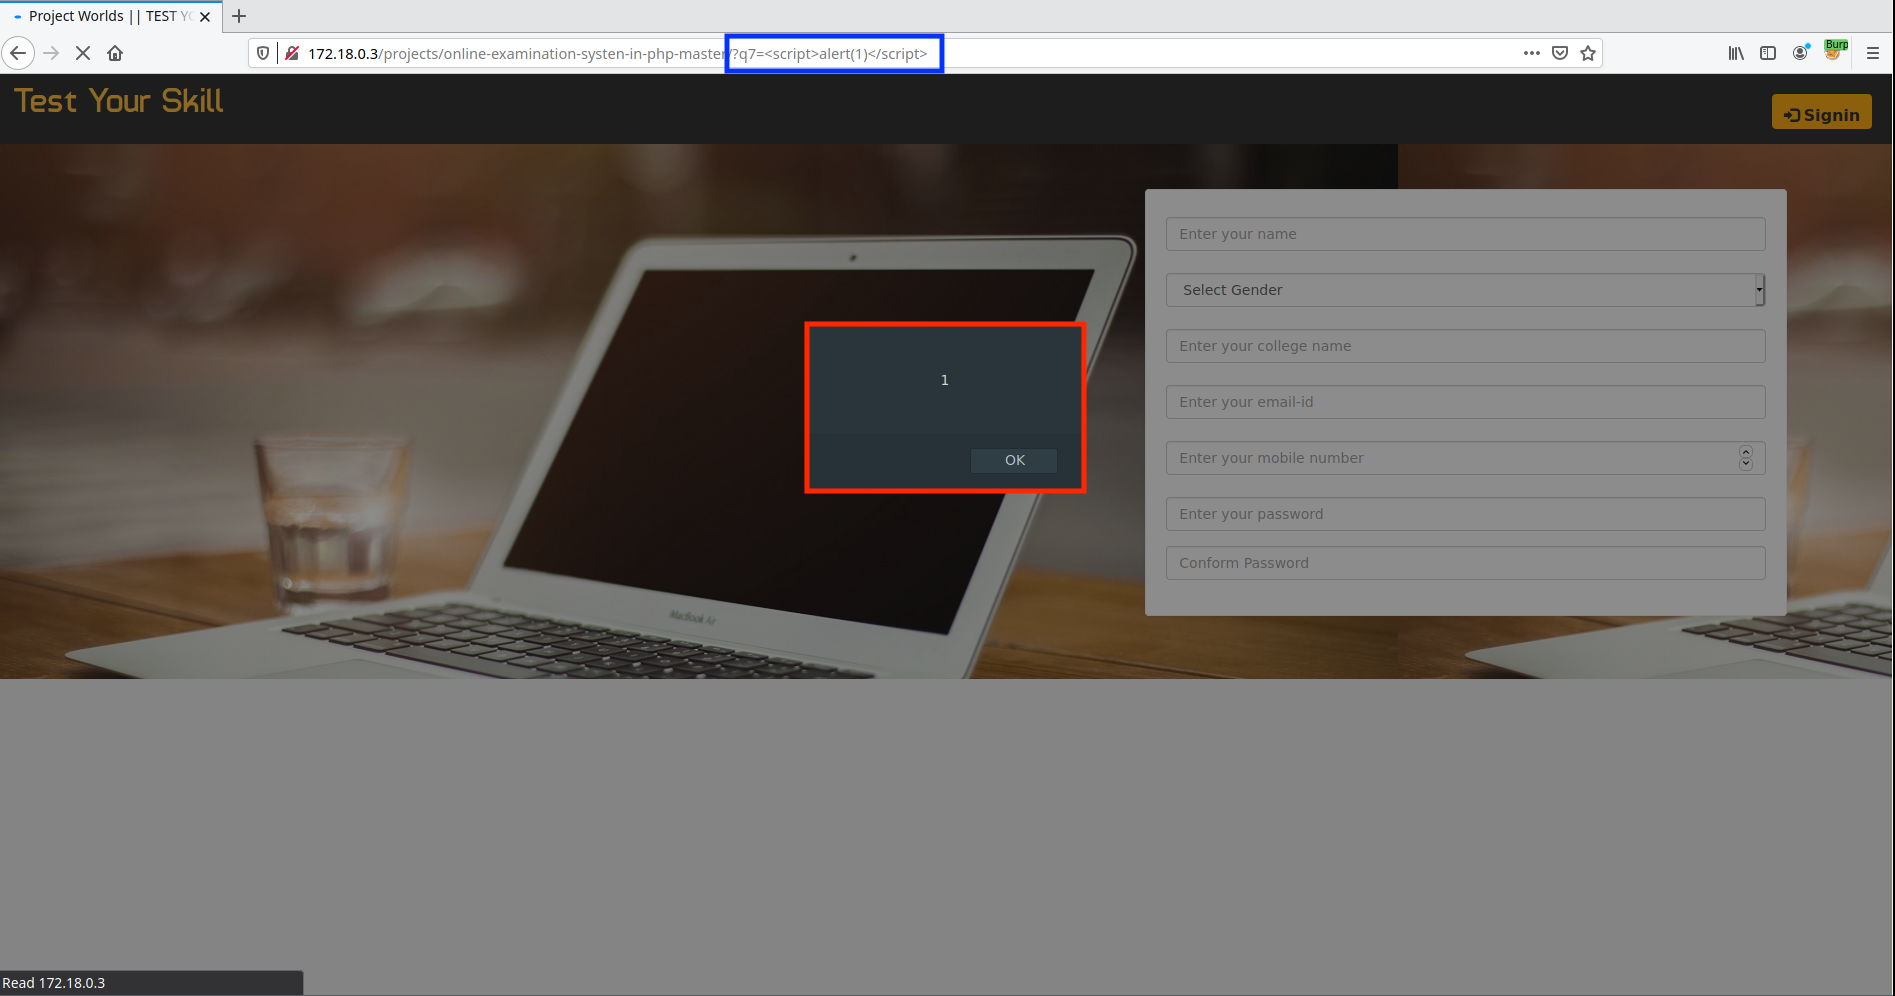 Project Worlds || TEST YO
172.18.0.3/projects/online-examination-systen-in-php-master/?q7=<script>alert(1)</script>
Burp
Test Your Skill
Signin
Enter your name
Select Gender
Enter your college name
1
Enter your email-id
OK
Enter your mobile number
Enter your password
Conform Password
MacBook Air
Read 172.18.0.3